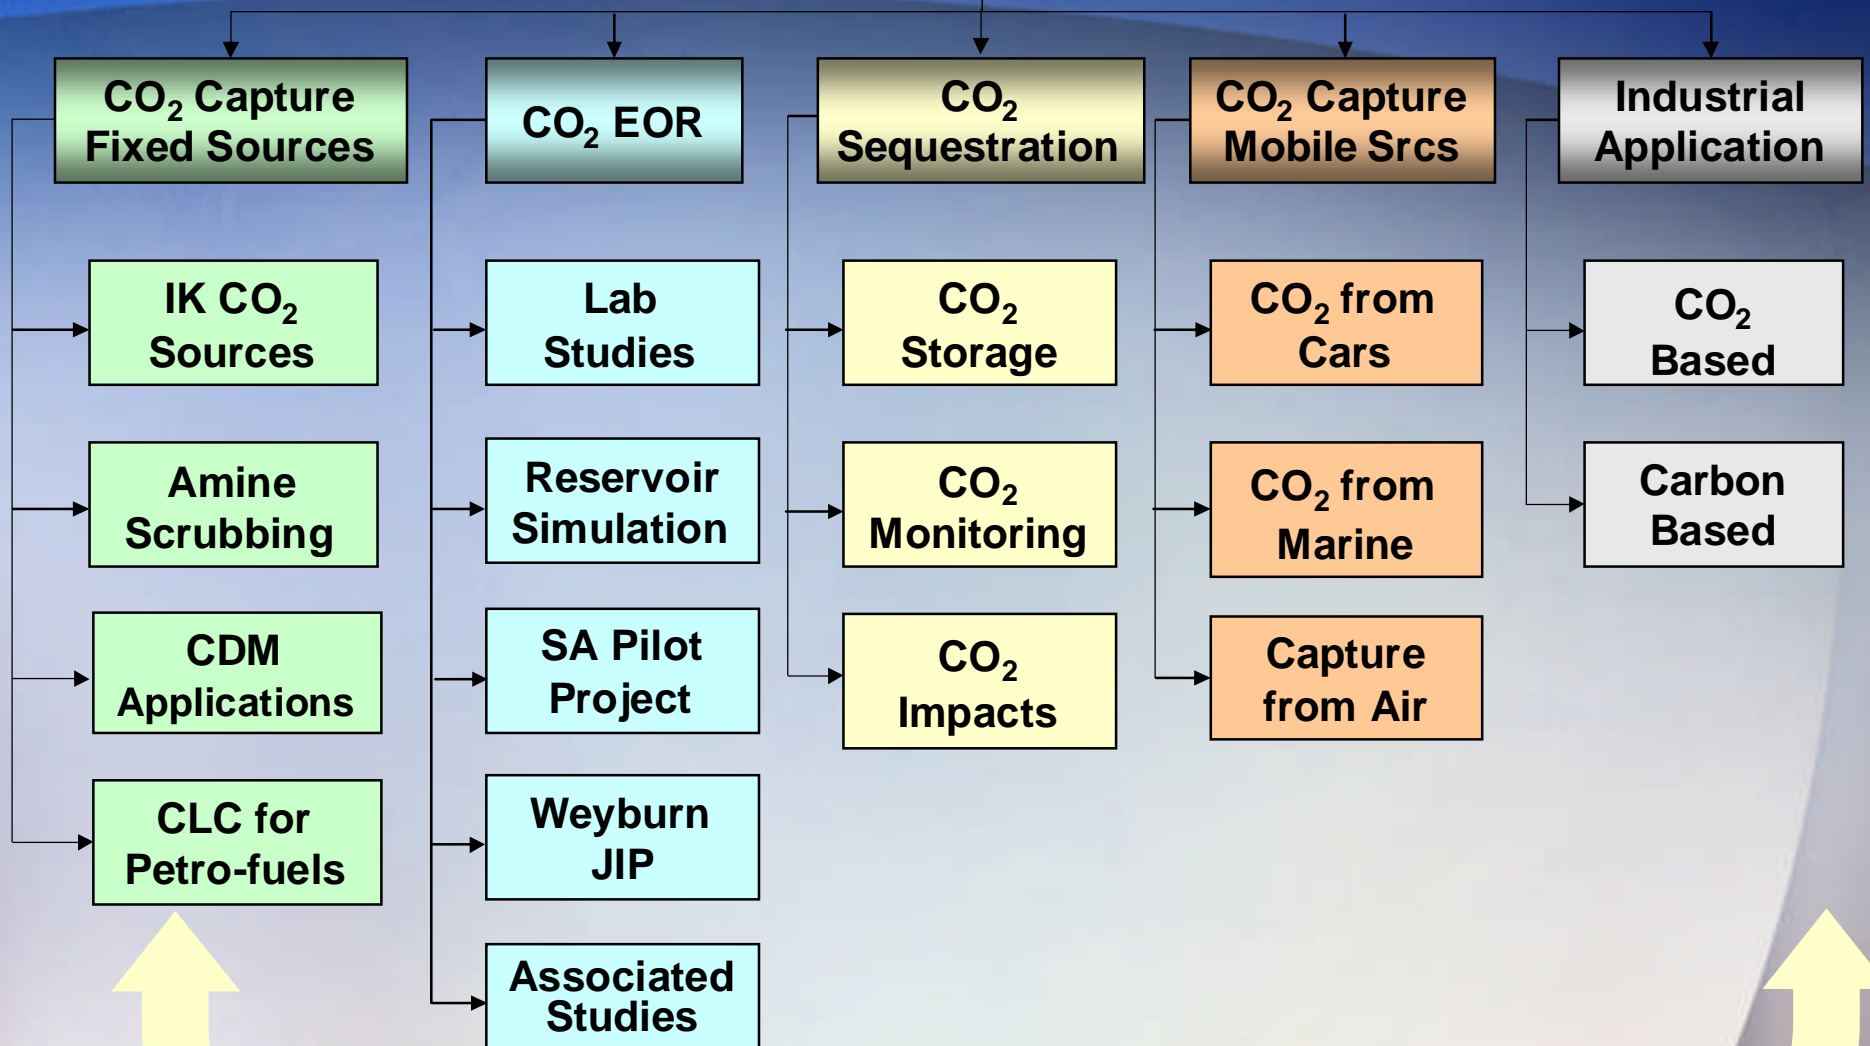 CO₂ Capture
Fixed Sources
CO₂ EOR
CO₂
Sequestration
CO₂ Capture
Mobile Srcs
Industrial
Application
IK CO₂
Sources
Amine
Scrubbing
CDM
Applications
CLC for
Petro-fuels
Lab
Studies
Reservoir
Simulation
SA Pilot
Project
Weyburn
JIP
Associated
Studies
CO₂
Storage
CO₂
Monitoring
CO₂
Impacts
CO₂ from
Cars
CO₂ from
Marine
Capture
from Air
CO₂
Based
Carbon
Based